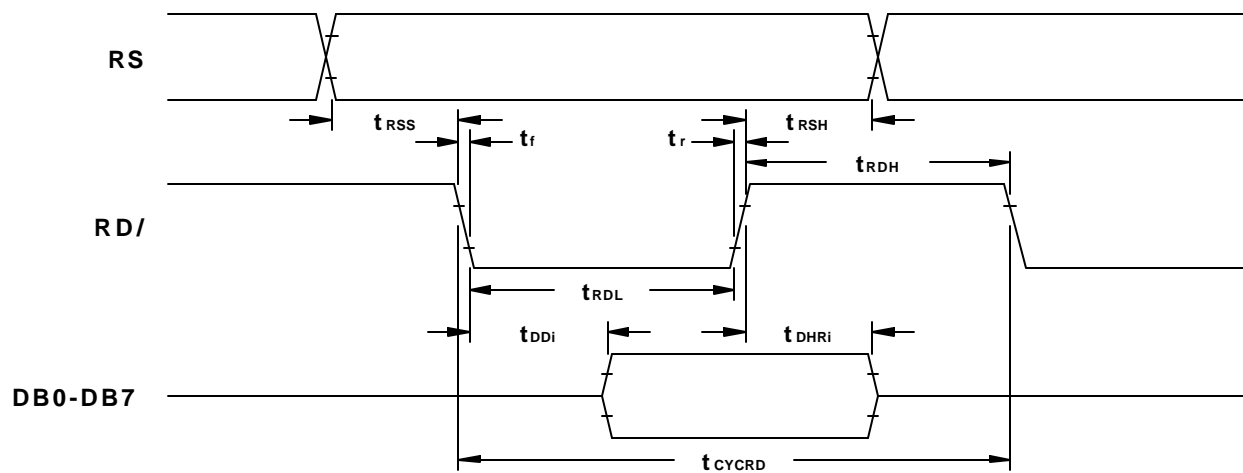 RS
tRSS
tf
tr
tRSH
tRDH
RD/
tRDL
tDDi
tDHRi
DB0-DB7
tCYCRD